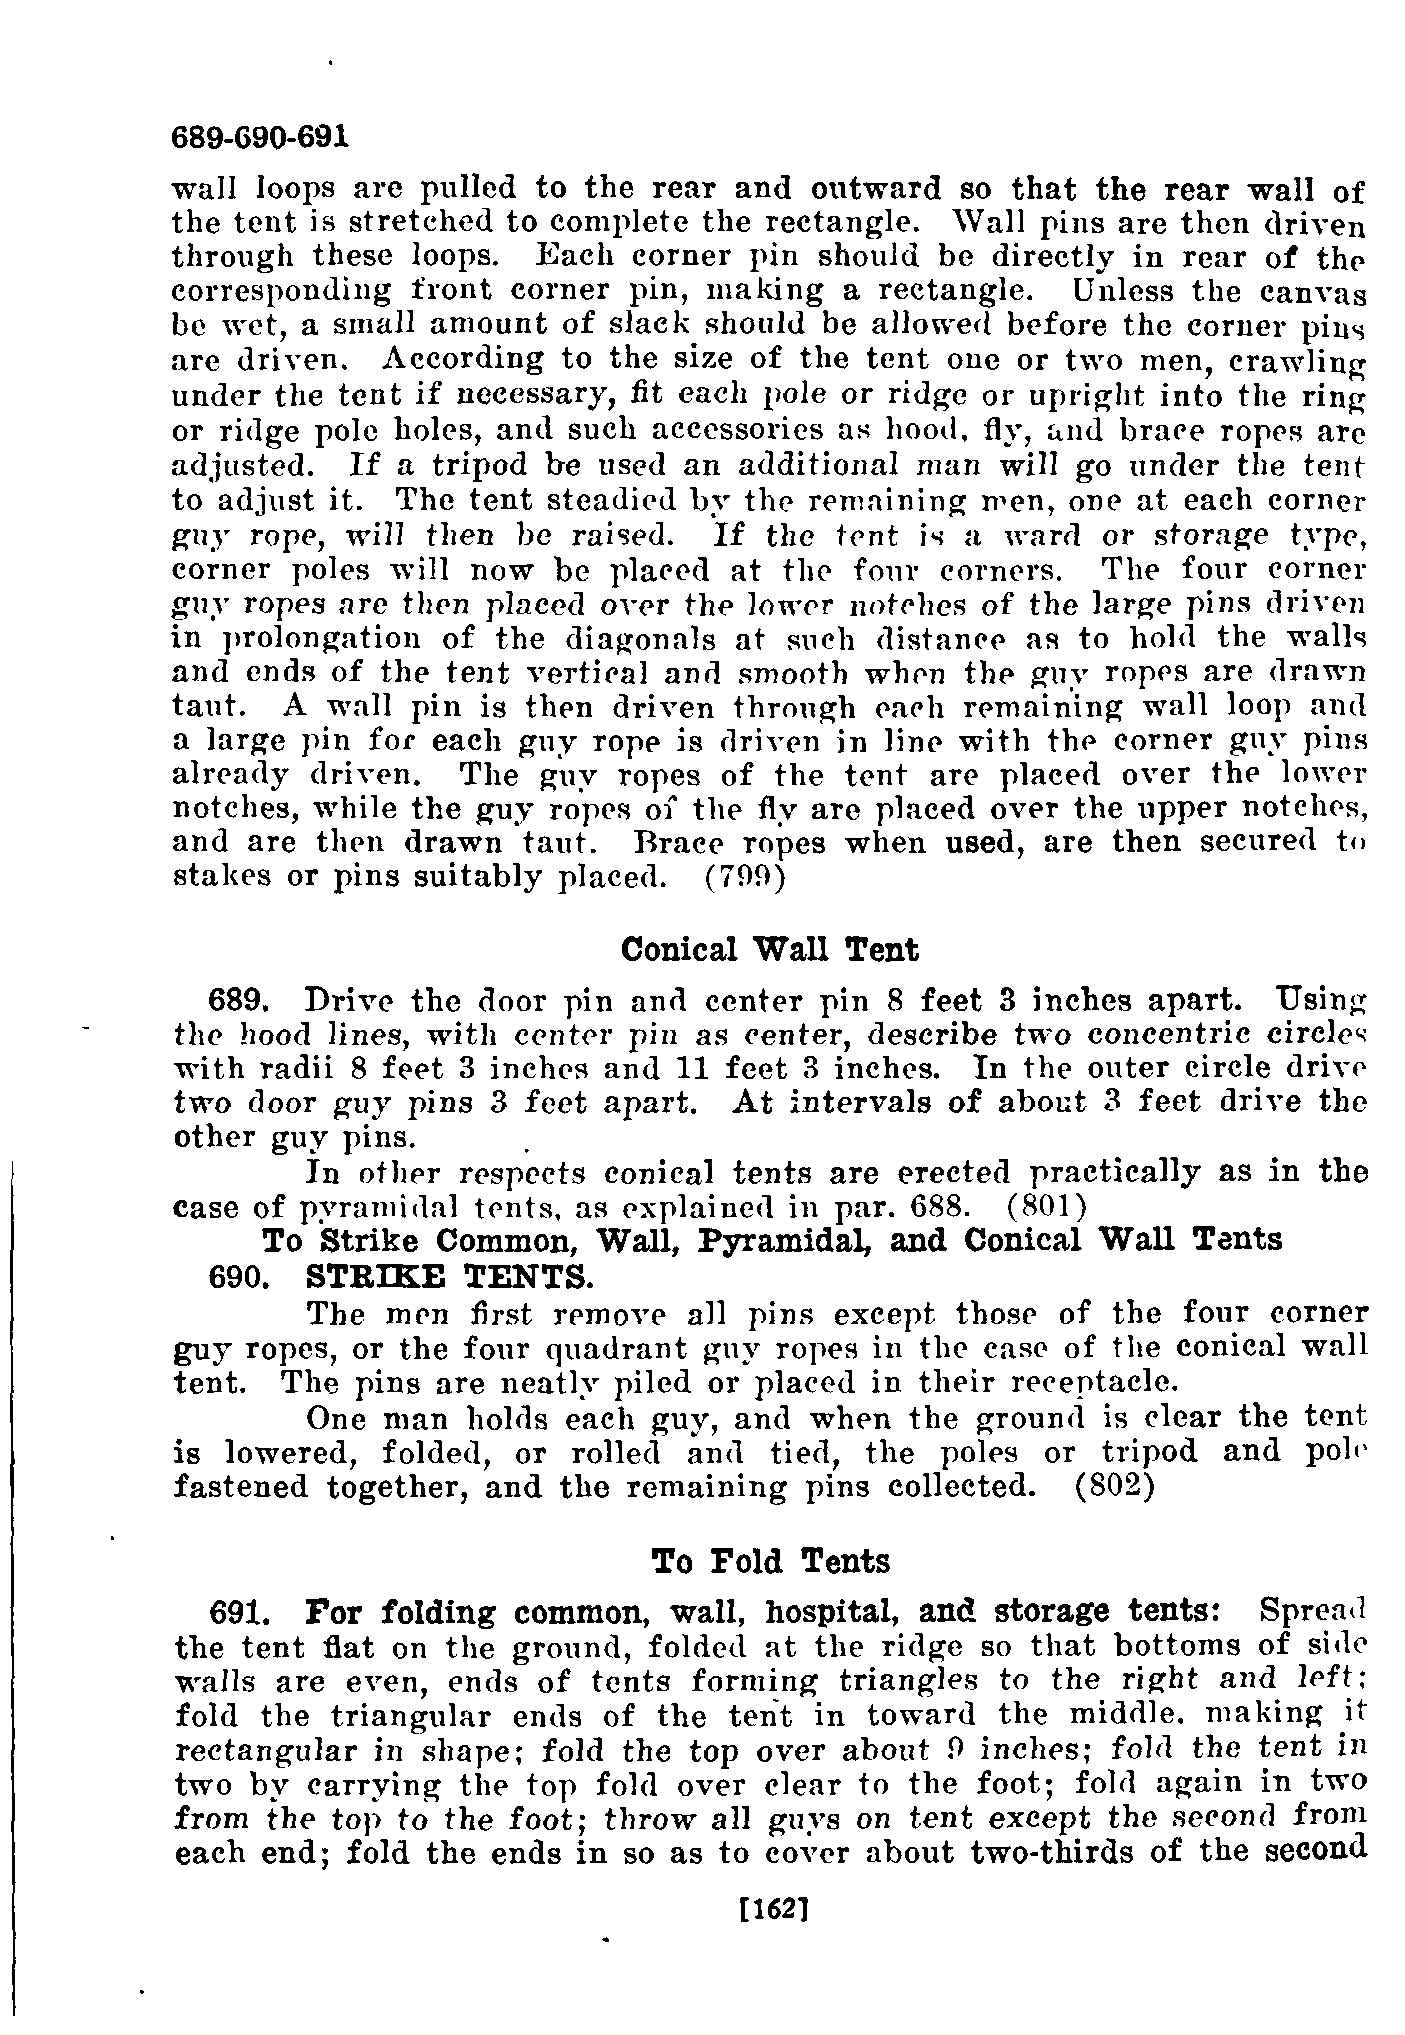 689-690-691
wall loops are pulled to the rear and outward so that the rear wall of
the tent is stretched to complete the rectangle. Wall pins are then driven
through these loops. Each corner pin should be directly in rear of the
corresponding front corner pin, making a rectangle. Unless the canvas
be wet, a small amount of slack should be allowed before the corner pins
are driven. According to the size of the tent one or two men, crawling
under the tent if necessary, fit each pole or ridge or upright into the ring
or ridge pole holes, and such accessories as hood, fly, and brace ropes are
adjusted. If a tripod be used an additional man will go under the tent
to adjust it. The tent steadied by the remaining men, one at each corner
guy rope, will then be raised. If the tent is a ward or storage type,
corner poles will now be placed at the four corners. The four corner
guy ropes are then placed over the lower notches of the large pins driven
in prolongation of the diagonals at such distance as to hold the walls
and ends of the tent vertical and smooth when the guy ropes are drawn
taut. A wall pin is then driven through each remaining wall loop and
a large pin for each guy rope is driven in line with the corner guy pins
already driven. The guy ropes of the tent are placed over the lower
notches, while the guy ropes of the fly are placed over the upper notches,
and are then drawn taut. Brace ropes when used, are then secured to
stakes or pins suitably placed. (799)
Conical Wall Tent
689. Drive the door pin and center pin 8 feet 3 inches apart. Using
the hood lines, with center pin as center, describe two concentric circles
with radii 8 feet 3 inches and 11 feet 3 inches. In the outer circle drive
two door guy pins 3 feet apart. At intervals of about 3 feet drive the
other guy pins.
In other respects conical tents are erected practically as in the
case of pyramidal tents, as explained in par. 688. (801)
To Strike Common, Wall, Pyramidal, and Conical Wall Tents
690. STRIKE TENTS.
The men first remove all pins except those of the four corner
guy ropes, or the four quadrant guy ropes in the case of the conical wall
tent. The pins are neatly piled or placed in their receptacle.
One man holds each guy, and when the ground is clear the tent
is lowered, folded, or rolled and tied, the poles or tripod and pole
fastened together, and the remaining pins collected. (802)
To Fold Tents
691. For folding common, wall, hospital, and storage tents: Spread
the tent flat on the ground, folded at the ridge so that bottoms of side
walls are even, ends of tents forming triangles to the right and left;
fold the triangular ends of the tent in toward the middle, making it
rectangular in shape; fold the top over about 9 inches; fold the tent in
two by carrying the top fold over clear to the foot; fold again in two
from the top to the foot; throw all guys on tent except the second from
each end; fold the ends in so as to cover about two-thirds of the second
[162]